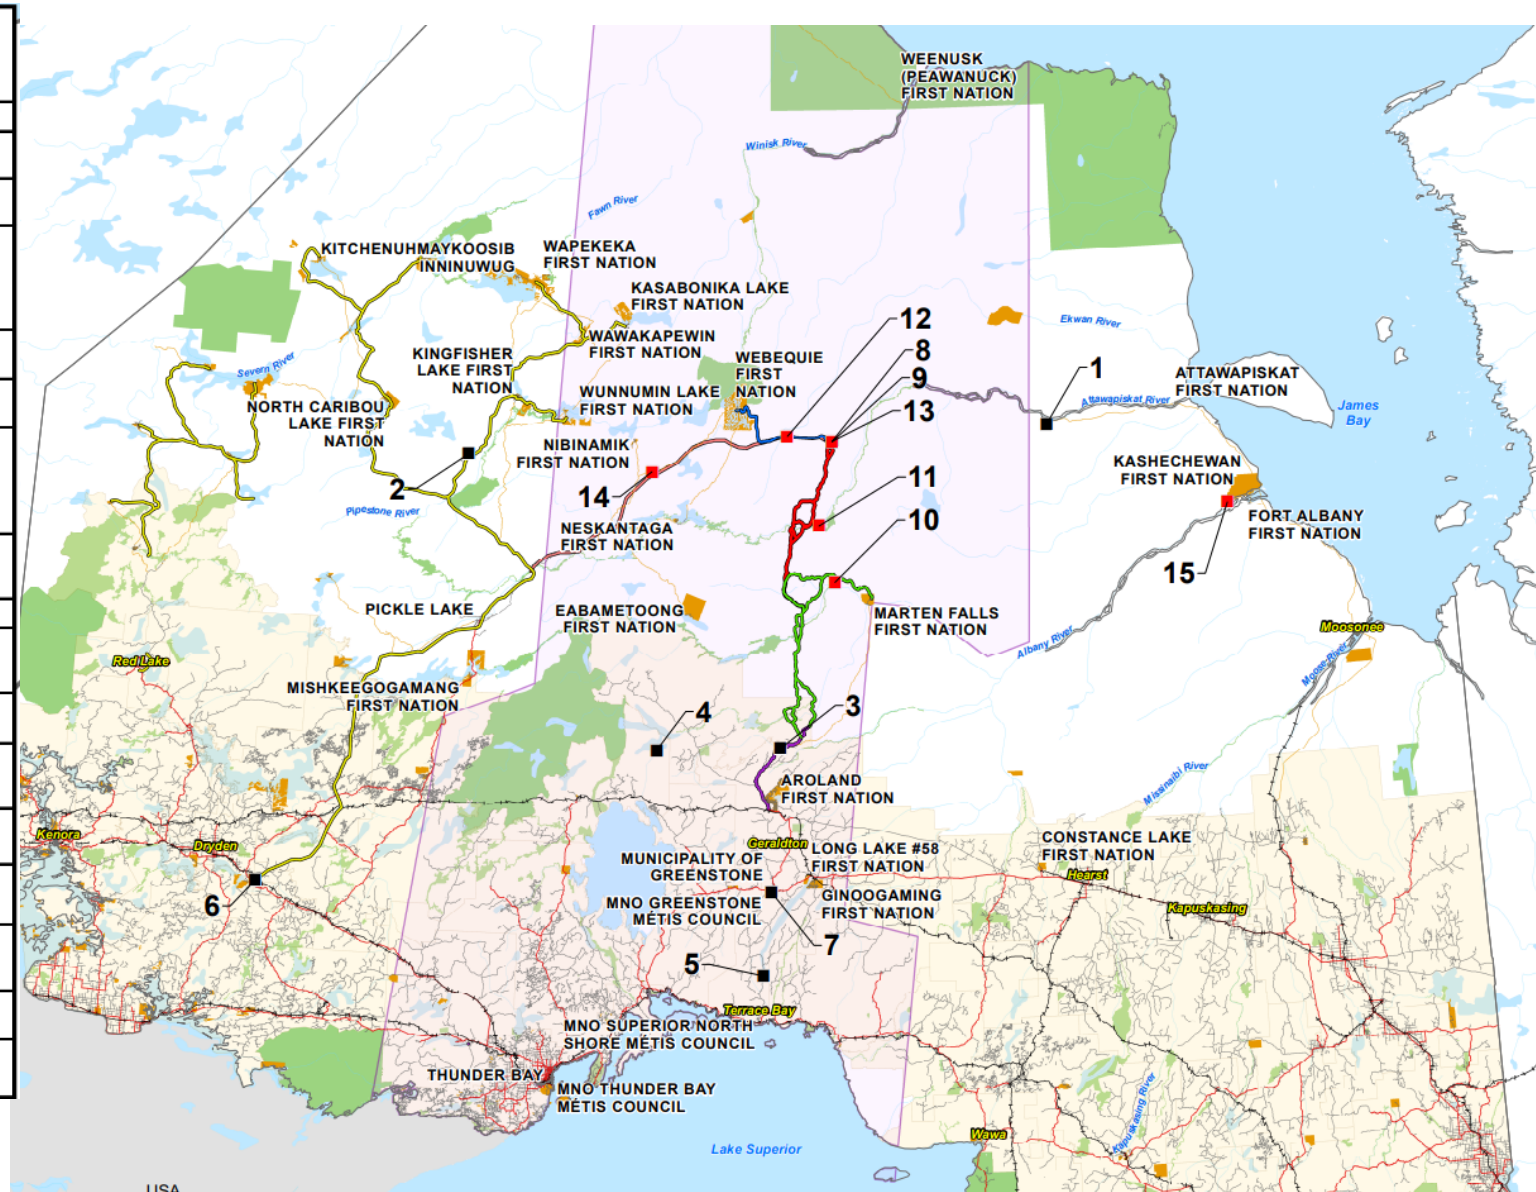 WEENUSK
(PEAWANUCK)
FIRST NATION
Winisk River
Fawn River
KITCHENUHMAYKOOSIB
INNINUWUG
WAPEKEKA
FIRST NATION
KASABONIKA LAKE
FIRST NATION
12
Ekwan River
WAWAKAPEWIN
FIRST NATION
8
KINGFISHER
LAKE FIRST
NATION
WEBEQUIE
FIRST
NATION
1
Severn River
9
ATTAWAPISKAT
FIRST NATION
WUNNUMIN LAKE
FIRST NATION
Attawapiskat River
James
Bay
NORTH CARIBOU
LAKE FIRST
NATION
13
NIBINAMIK
FIRST NATION
KASHECHEWAN
FIRST NATION
11
2
14
Pipestone River
10
FORT ALBANY
FIRST NATION
NESKANTAGA
FIRST NATION
15
PICKLE LAKE
EABAMETOONG
FIRST NATION
MARTEN FALLS
FIRST NATION
Moosonee
Albany River
Red Lake
Moose River
MISHKEEGOGAMANG
FIRST NATION
4
3
AROLAND
FIRST NATION
Missinaibi River
Kenora
Dryden
Geraldton
LONG LAKE #58
FIRST NATION
CONSTANCE LAKE
FIRST NATION
MUNICIPALITY OF
GREENSTONE
Hearst
6
MNO GREENSTONE
MÉTIS COUNCIL
GINOOGAMING
FIRST NATION
Kapuskasing
7
5
Terrace Bay
MNO SUPERIOR NORTH
SHORE MÉTIS COUNCIL
THUNDER BAY
MNO THUNDER BAY
MÉTIS COUNCIL
Kapuskasing River
Wawa
Lake Superior
USA